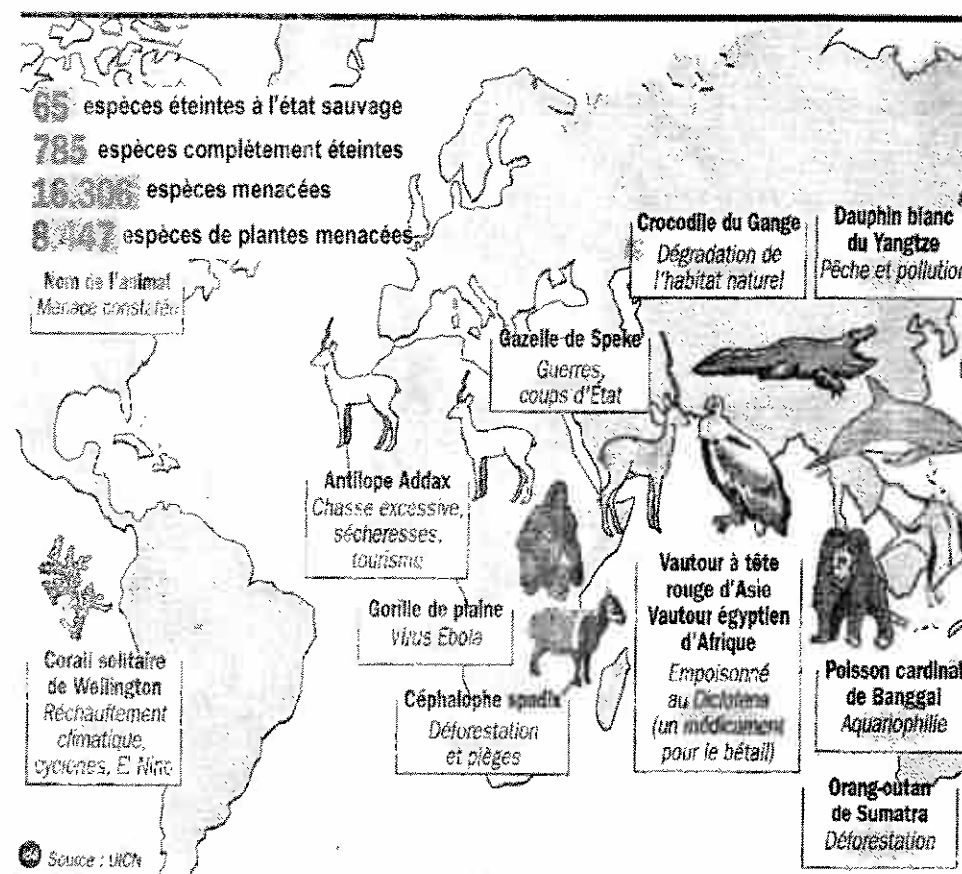 65 espèces éteintes à l'état sauvage
785 espèces complètement éteintes
16.306 espèces menacées
8.447 espèces de plantes menacées
Nom de l'animal
Menace constatée
Crocodile du Gange
Dégradation de
l'habitat naturel
Dauphin blanc
du Yangtze
Pêche et pollution
Gazelle de Speke
Guerres,
coups d'État
Antilope Addax
Chasse excessive,
sécheresses,
tourisme
Gorille de plaine
Virus Ebola
Céphalophe spadix
Déforestation
et pièges
Vautour à tête
rouge d'Asie
Vautour égyptien
d'Afrique
Empoisonné
au
(un médicament
pour le bétail)
Poisson cardinal
de Banggai
Aquariophilie
Orang-outan
de Sumatra
Déforestation
Corail solitaire
de Wellington
Réchauffement
climatique,
cyclones, El Nino
Source : UICN